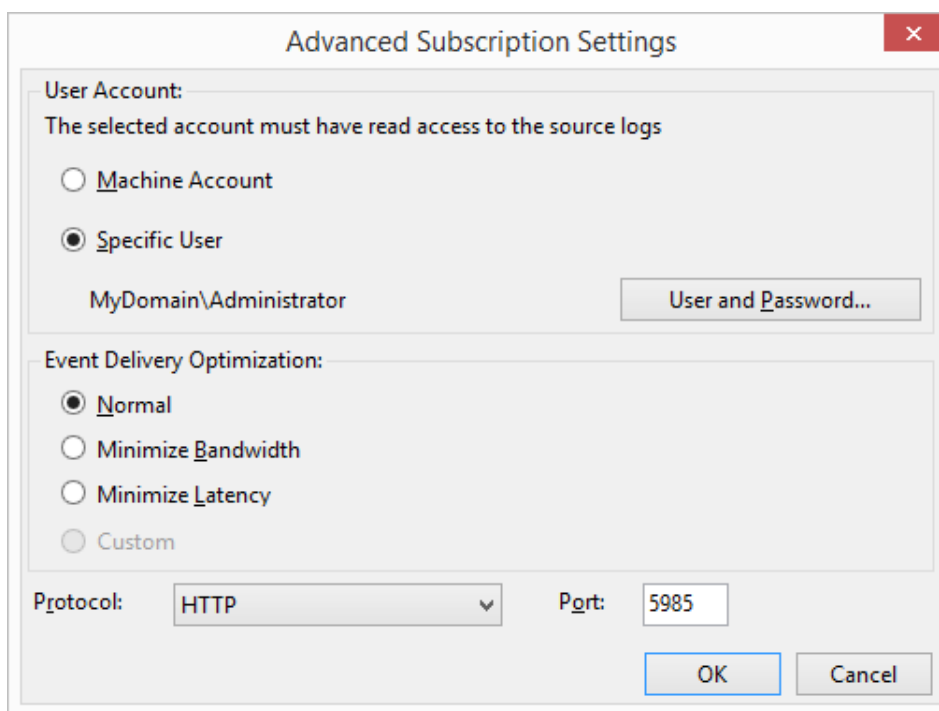 Advanced Subscription Settings
User Account:
The selected account must have read access to the source logs
Machine Account
Specific User
MyDomain\Administrator
User and Password...
Event Delivery Optimization:
Normal
Minimize Bandwidth
Minimize Latency
Custom
Protocol:
HTTP
Port:
5985
OK
Cancel